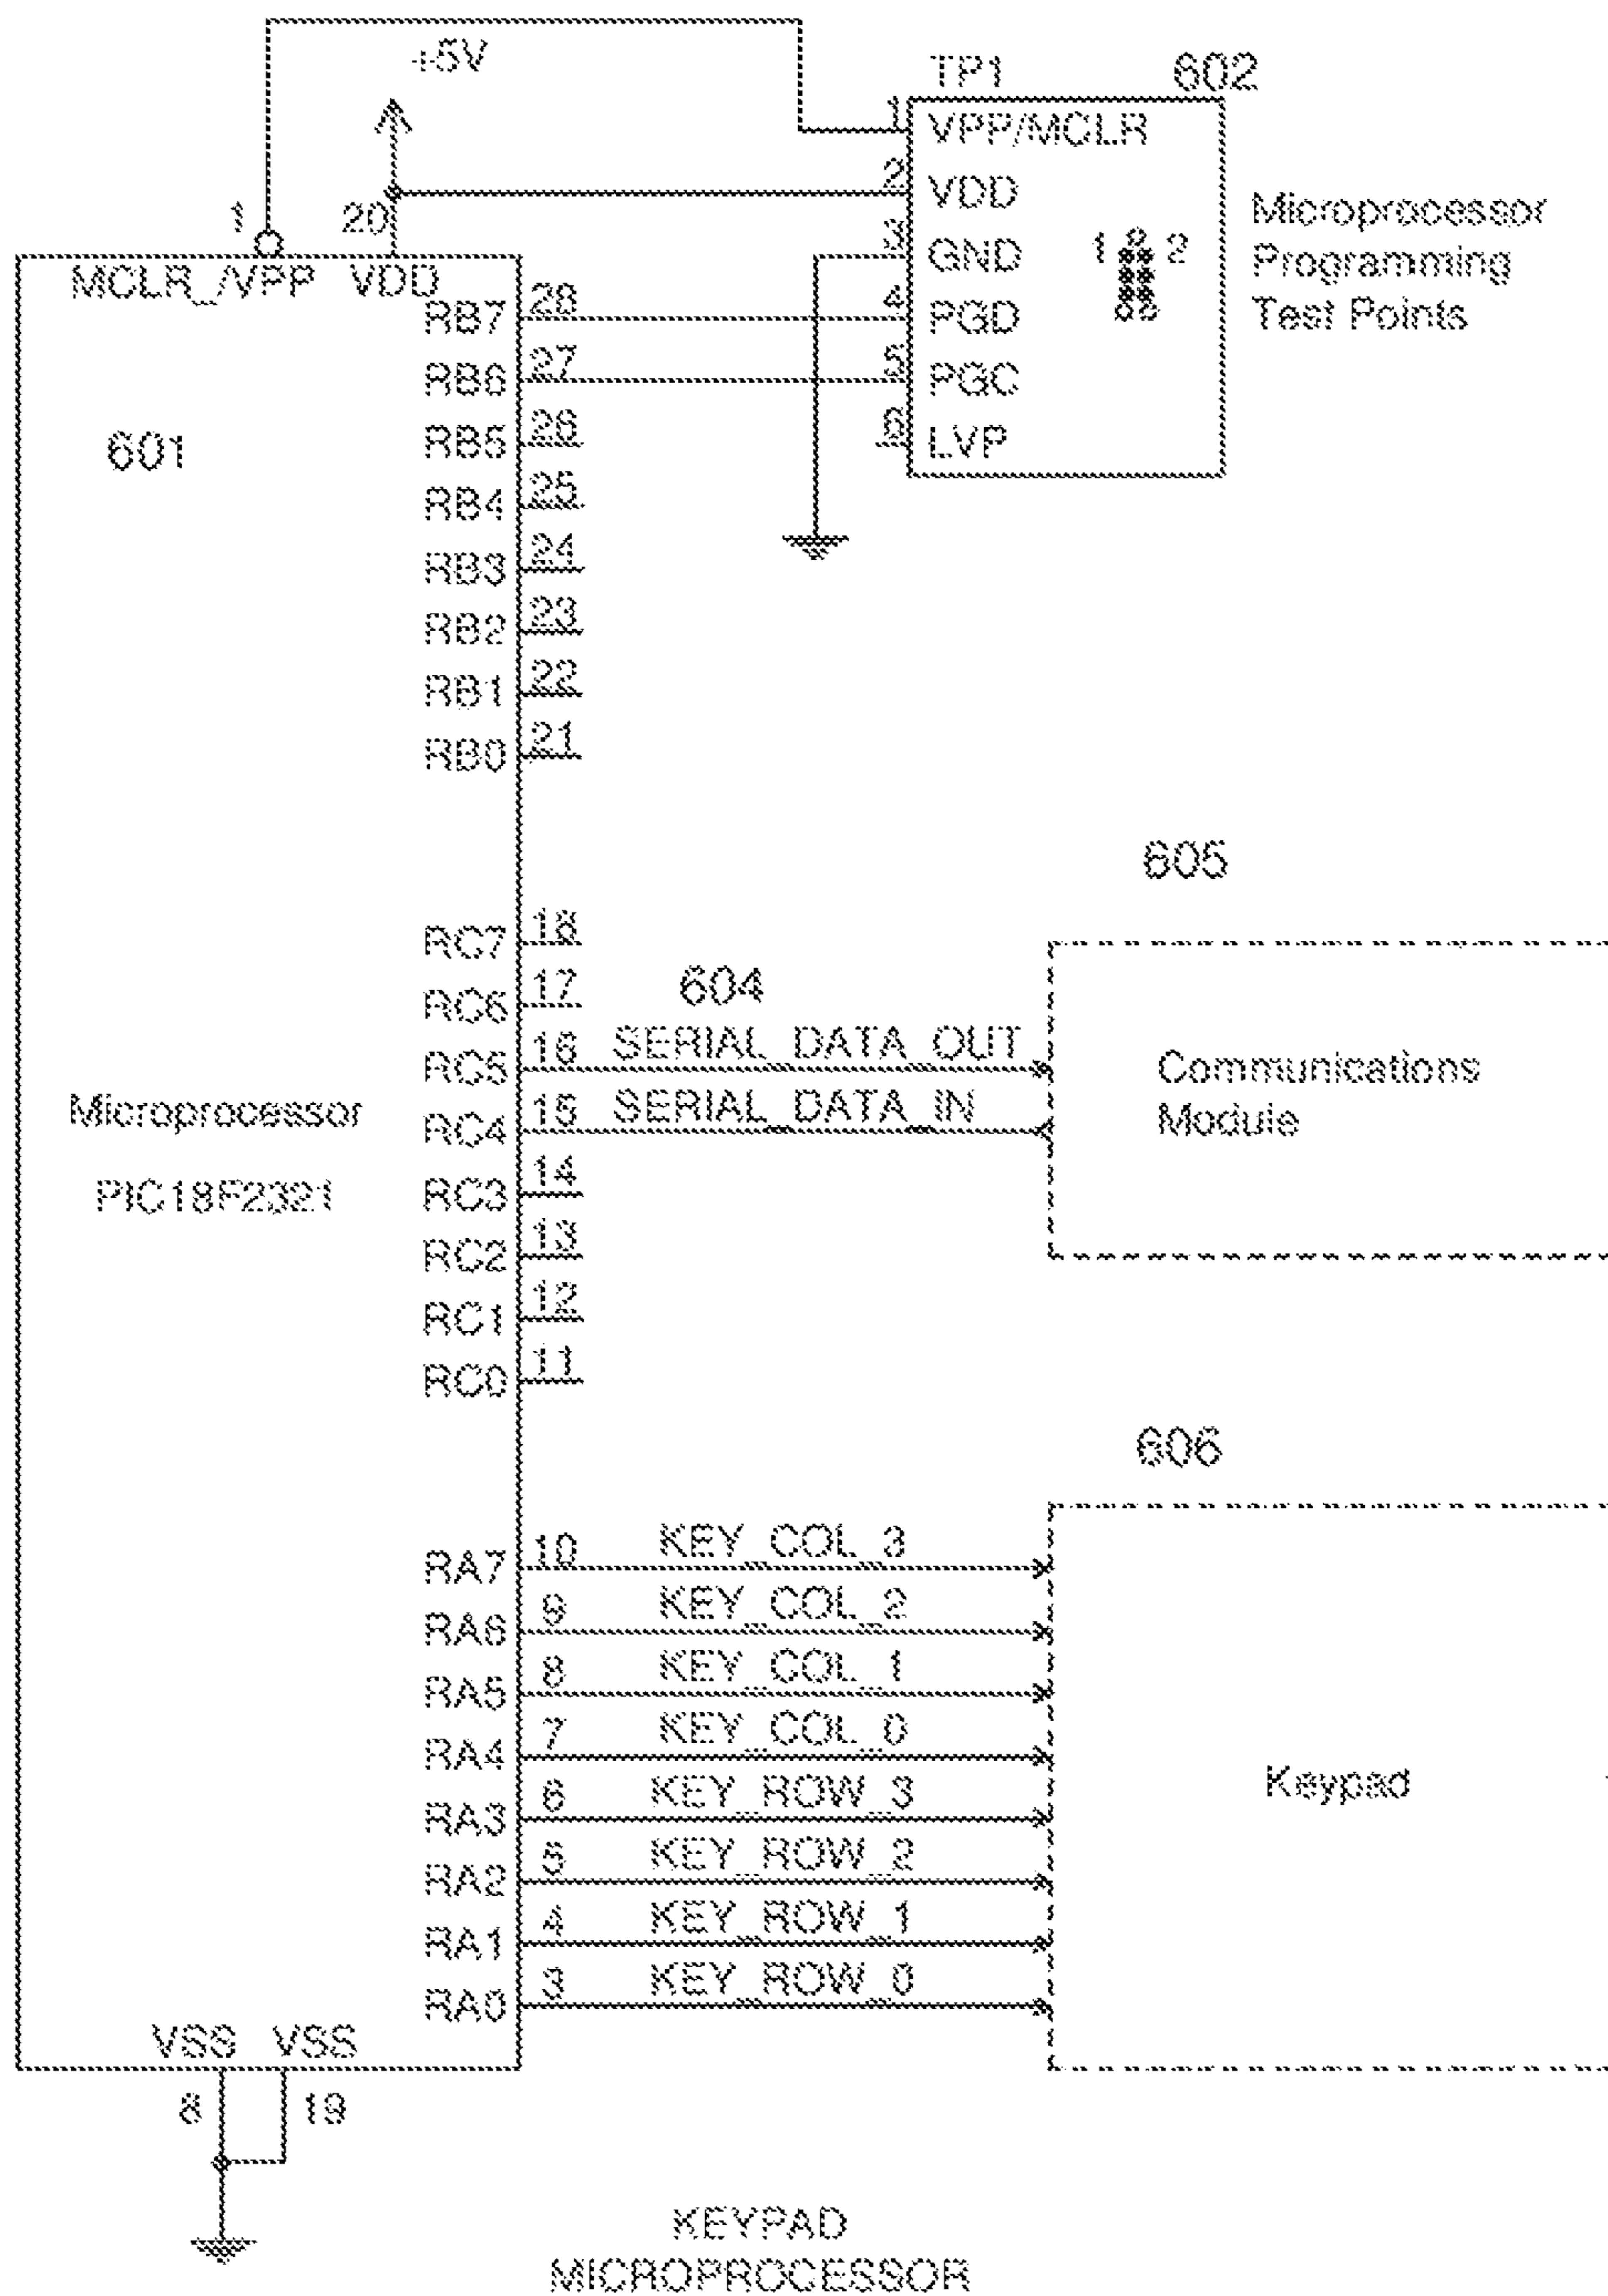 +5V
TP1 602
1 VPP/MCLR
2 VDD
3 GND
4 PGD
5 PGC
6 LVP
1 2
Microprocessor
Programming
Test Points
1 20
MCLR_/VPP VDD
601
RB7 28
RB6 27
RB5 26
RB4 25
RB3 24
RB2 23
RB1 22
RB0 21
605
RC7 18
RC6 17
604
RC5 16 SERIAL_DATA_OUT
RC4 15 SERIAL_DATA_IN
Communications
Module
Microprocessor
PIC18F2321
RC3 14
RC2 13
RC1 12
RC0 11
606
RA7 10 KEY_COL_3
RA6 9 KEY_COL_2
RA5 8 KEY_COL_1
RA4 7 KEY_COL_0
RA3 6 KEY_ROW_3
RA2 5 KEY_ROW_2
RA1 4 KEY_ROW_1
RA0 3 KEY_ROW_0
Keypad
VSS VSS
8 19
KEYPAD
MICROPROCESSOR